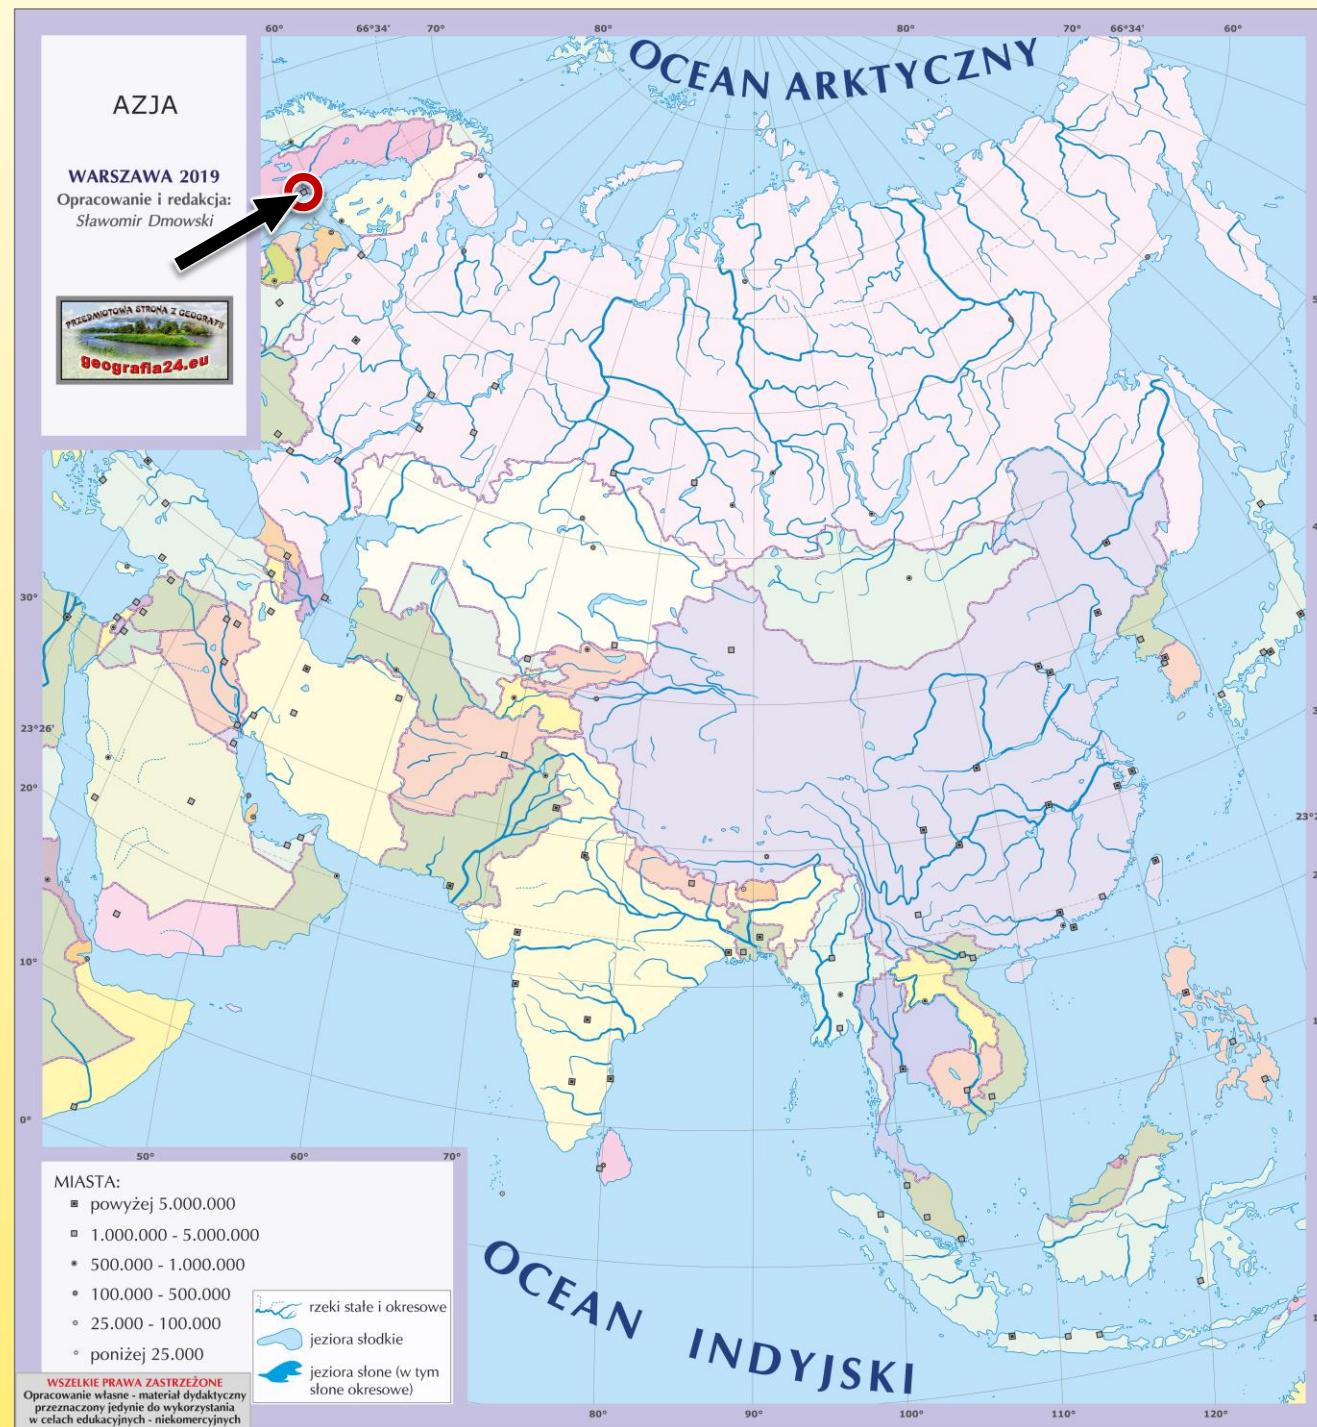 60° 66°34' 70° 80° 80° 70° 66°34' 60°
OCEAN ARKTYCZNY
AZJA
WARSZAWA 2019
Opracowanie i redakcja:
Sławomir Dmowski
PRZEDMIOTOWA STRONA Z GEOGRAFII
geografia24.eu
30°
23°26'
20°
10°
0°
50° 60° 70°
MIASTA:
powyżej 5.000.000
1.000.000 - 5.000.000
500.000 - 1.000.000
100.000 - 500.000
25.000 - 100.000
poniżej 25.000
rzeki stałe i okresowe
jeziora słodkie
jeziora słone (w tym
słone okresowe)
OCEAN INDYJSKI
WSZELKIE PRAWA ZASTRZEŻONE
Opracowanie własne - materiał dydaktyczny
przeznaczony jedynie do wykorzystania
w celach edukacyjnych - niekomercyjnych
80° 90° 100° 110° 120°